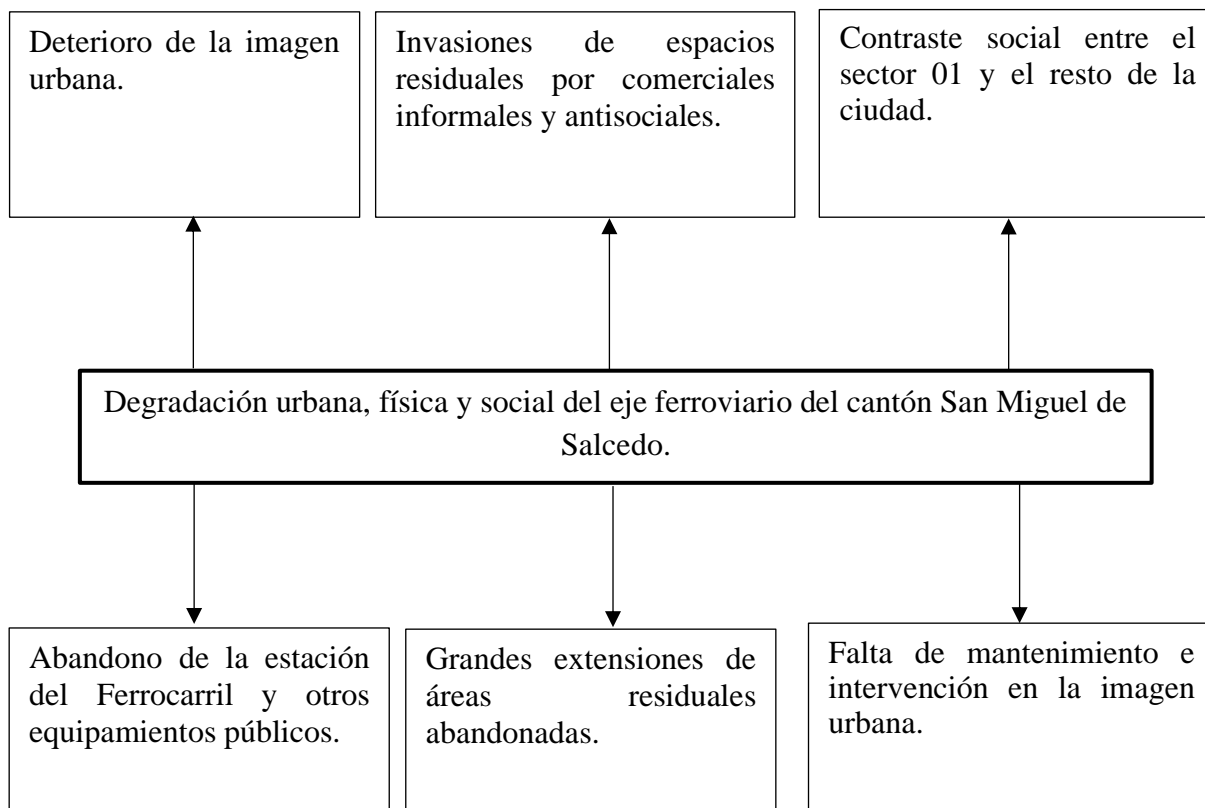 Deterioro de la imagen
urbana.
Invasiones de espacios
residuales por comerciales
informales y antisociales.
Contraste social entre el
sector 01 y el resto de la
ciudad.
Degradación urbana, física y social del eje ferroviario del cantón San Miguel de
Salcedo.
Abandono de la estación
del Ferrocarril y otros
equipamientos públicos.
Grandes extensiones de
áreas residuales
abandonadas.
Falta de mantenimiento e
intervención en la imagen
urbana.